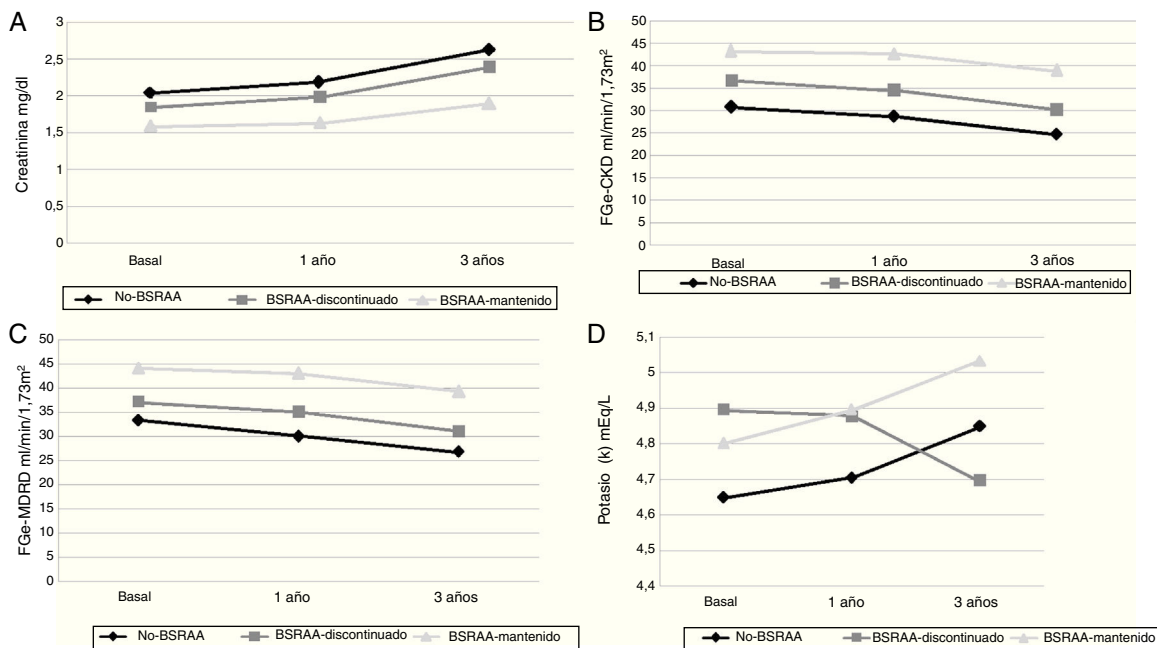 A
Creatinina mg/dl
3
2,5
2
1,5
1
0,5
0
Basal
1 año
3 años
No-BSRAA
BSRAA-discontinuado
BSRAA-mantenido
B
FGe-CKD ml/min/1,73m²
50
45
40
35
30
25
20
15
10
5
0
Basal
1 año
3 años
No-BSRAA
BSRAA-discontinuado
BSRAA-mantenido
C
FGe-MDRD ml/min/1,73m²
50
45
40
35
30
25
20
15
10
5
0
Basal
1 año
3 años
No-BSRAA
BSRAA-discontinuado
BSRAA-mantenido
D
Potasio (k) mEq/L
5,1
5
4,9
4,8
4,7
4,6
4,5
4,4
Basal
1 año
3 años
No-BSRAA
BSRAA-discontinuado
BSRAA-mantenido